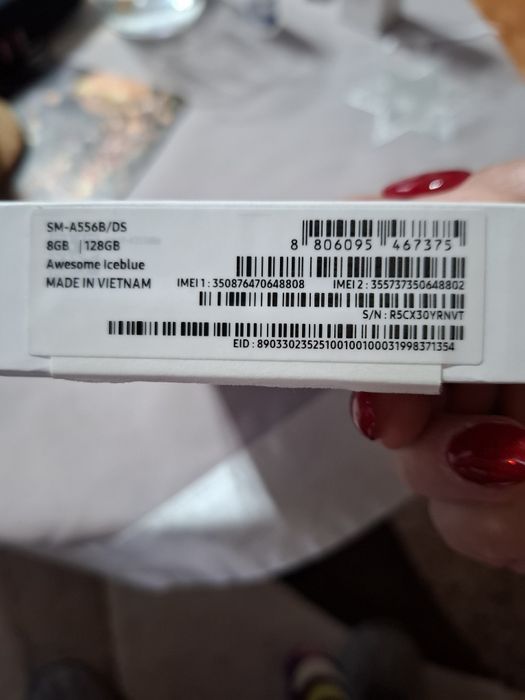 SM-A556B/DS
8GB | 128GB
Awesome Iceblue
MADE IN VIETNAM
8 806095 467375
IMEI 1 : 350876470648808 IMEI 2 : 355737350648802
S/N : R5CX30YRNVT
EID : 89033023525100100100031998371354